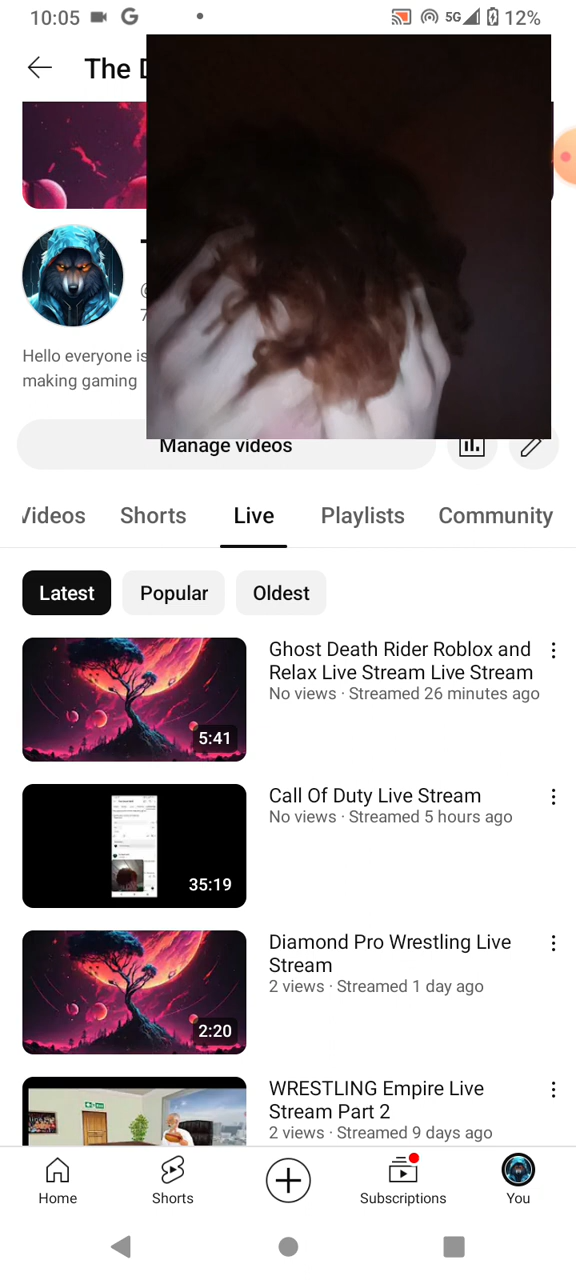 10:05
G
5G
12%
The
Hello everyone is
making gaming
Manage videos
Videos
Shorts
Live
Playlists
Community
Latest
Popular
Oldest
Ghost Death Rider Roblox and
Relax Live Stream Live Stream
No views · Streamed 26 minutes ago
5:41
Call Of Duty Live Stream
No views · Streamed 5 hours ago
35:19
Diamond Pro Wrestling Live
Stream
2 views · Streamed 1 day ago
2:20
WRESTLING Empire Live
Stream Part 2
2 views · Streamed 9 days ago
Home
Shorts
Subscriptions
You